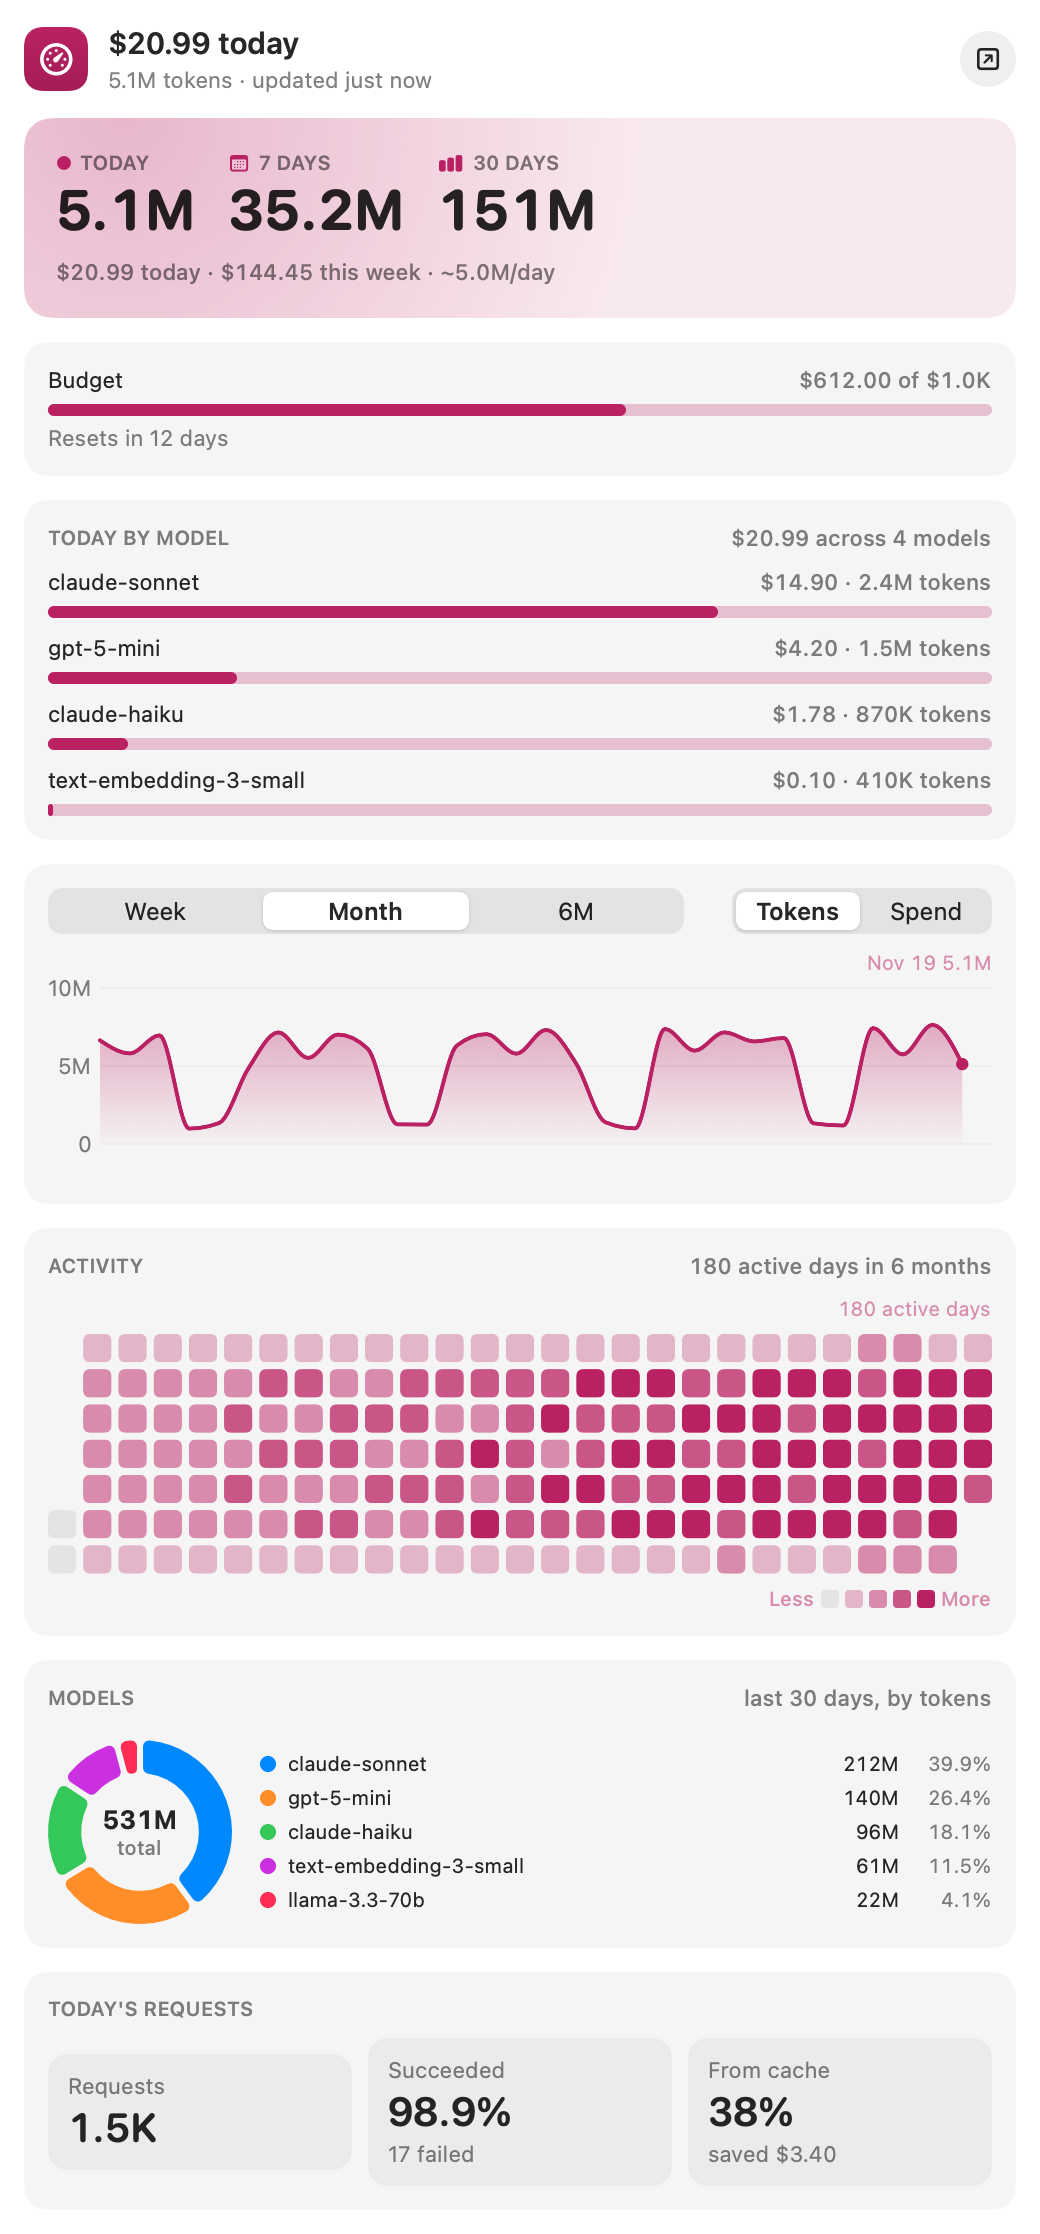 $20.99 today
5.1M tokens · updated just now
TODAY
7 DAYS
30 DAYS
5.1M
35.2M
151M
$20.99 today · $144.45 this week · ~5.0M/day
Budget
$612.00 of $1.0K
Resets in 12 days
TODAY BY MODEL
$20.99 across 4 models
claude-sonnet
$14.90 · 2.4M tokens
gpt-5-mini
$4.20 · 1.5M tokens
claude-haiku
$1.78 · 870K tokens
text-embedding-3-small
$0.10 · 410K tokens
Week
Month
6M
Tokens
Spend
Nov 19 5.1M
10M
5M
0
ACTIVITY
180 active days in 6 months
180 active days
Less
More
MODELS
last 30 days, by tokens
531M
total
claude-sonnet
212M
39.9%
gpt-5-mini
140M
26.4%
claude-haiku
96M
18.1%
text-embedding-3-small
61M
11.5%
llama-3.3-70b
22M
4.1%
TODAY'S REQUESTS
Requests
1.5K
Succeeded
98.9%
17 failed
From cache
38%
saved $3.40